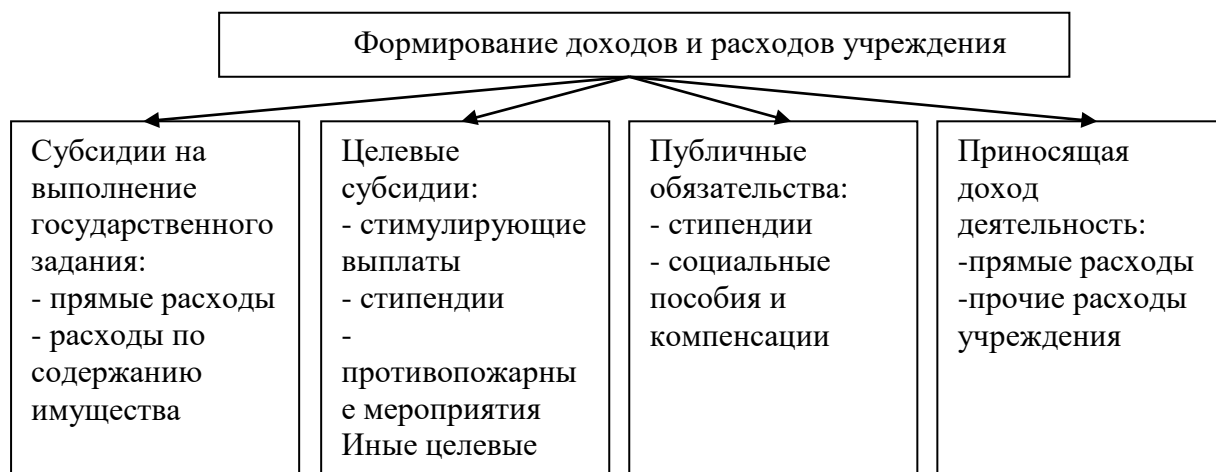 Формирование доходов и расходов учреждения
Субсидии на
выполнение
государственного
задания:
- прямые расходы
- расходы по
содержанию
имущества
Целевые
субсидии:
- стимулирующие
выплаты
- стипендии
-
противопожарны
е мероприятия
Иные целевые
Публичные
обязательства:
- стипендии
- социальные
пособия и
компенсации
Приносящая
доход
деятельность:
-прямые расходы
-прочие расходы
учреждения